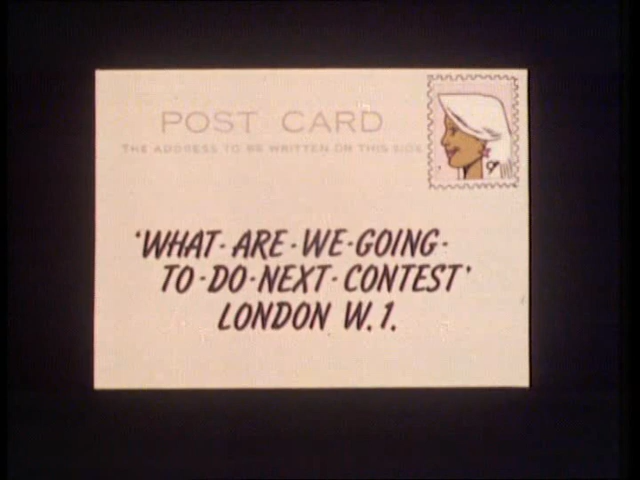 POST CARD
THE ADDRESS TO BE WRITTEN ON THIS SIDE
'WHAT-ARE-WE-GOING-
TO-DO-NEXT-CONTEST'
LONDON W.1.